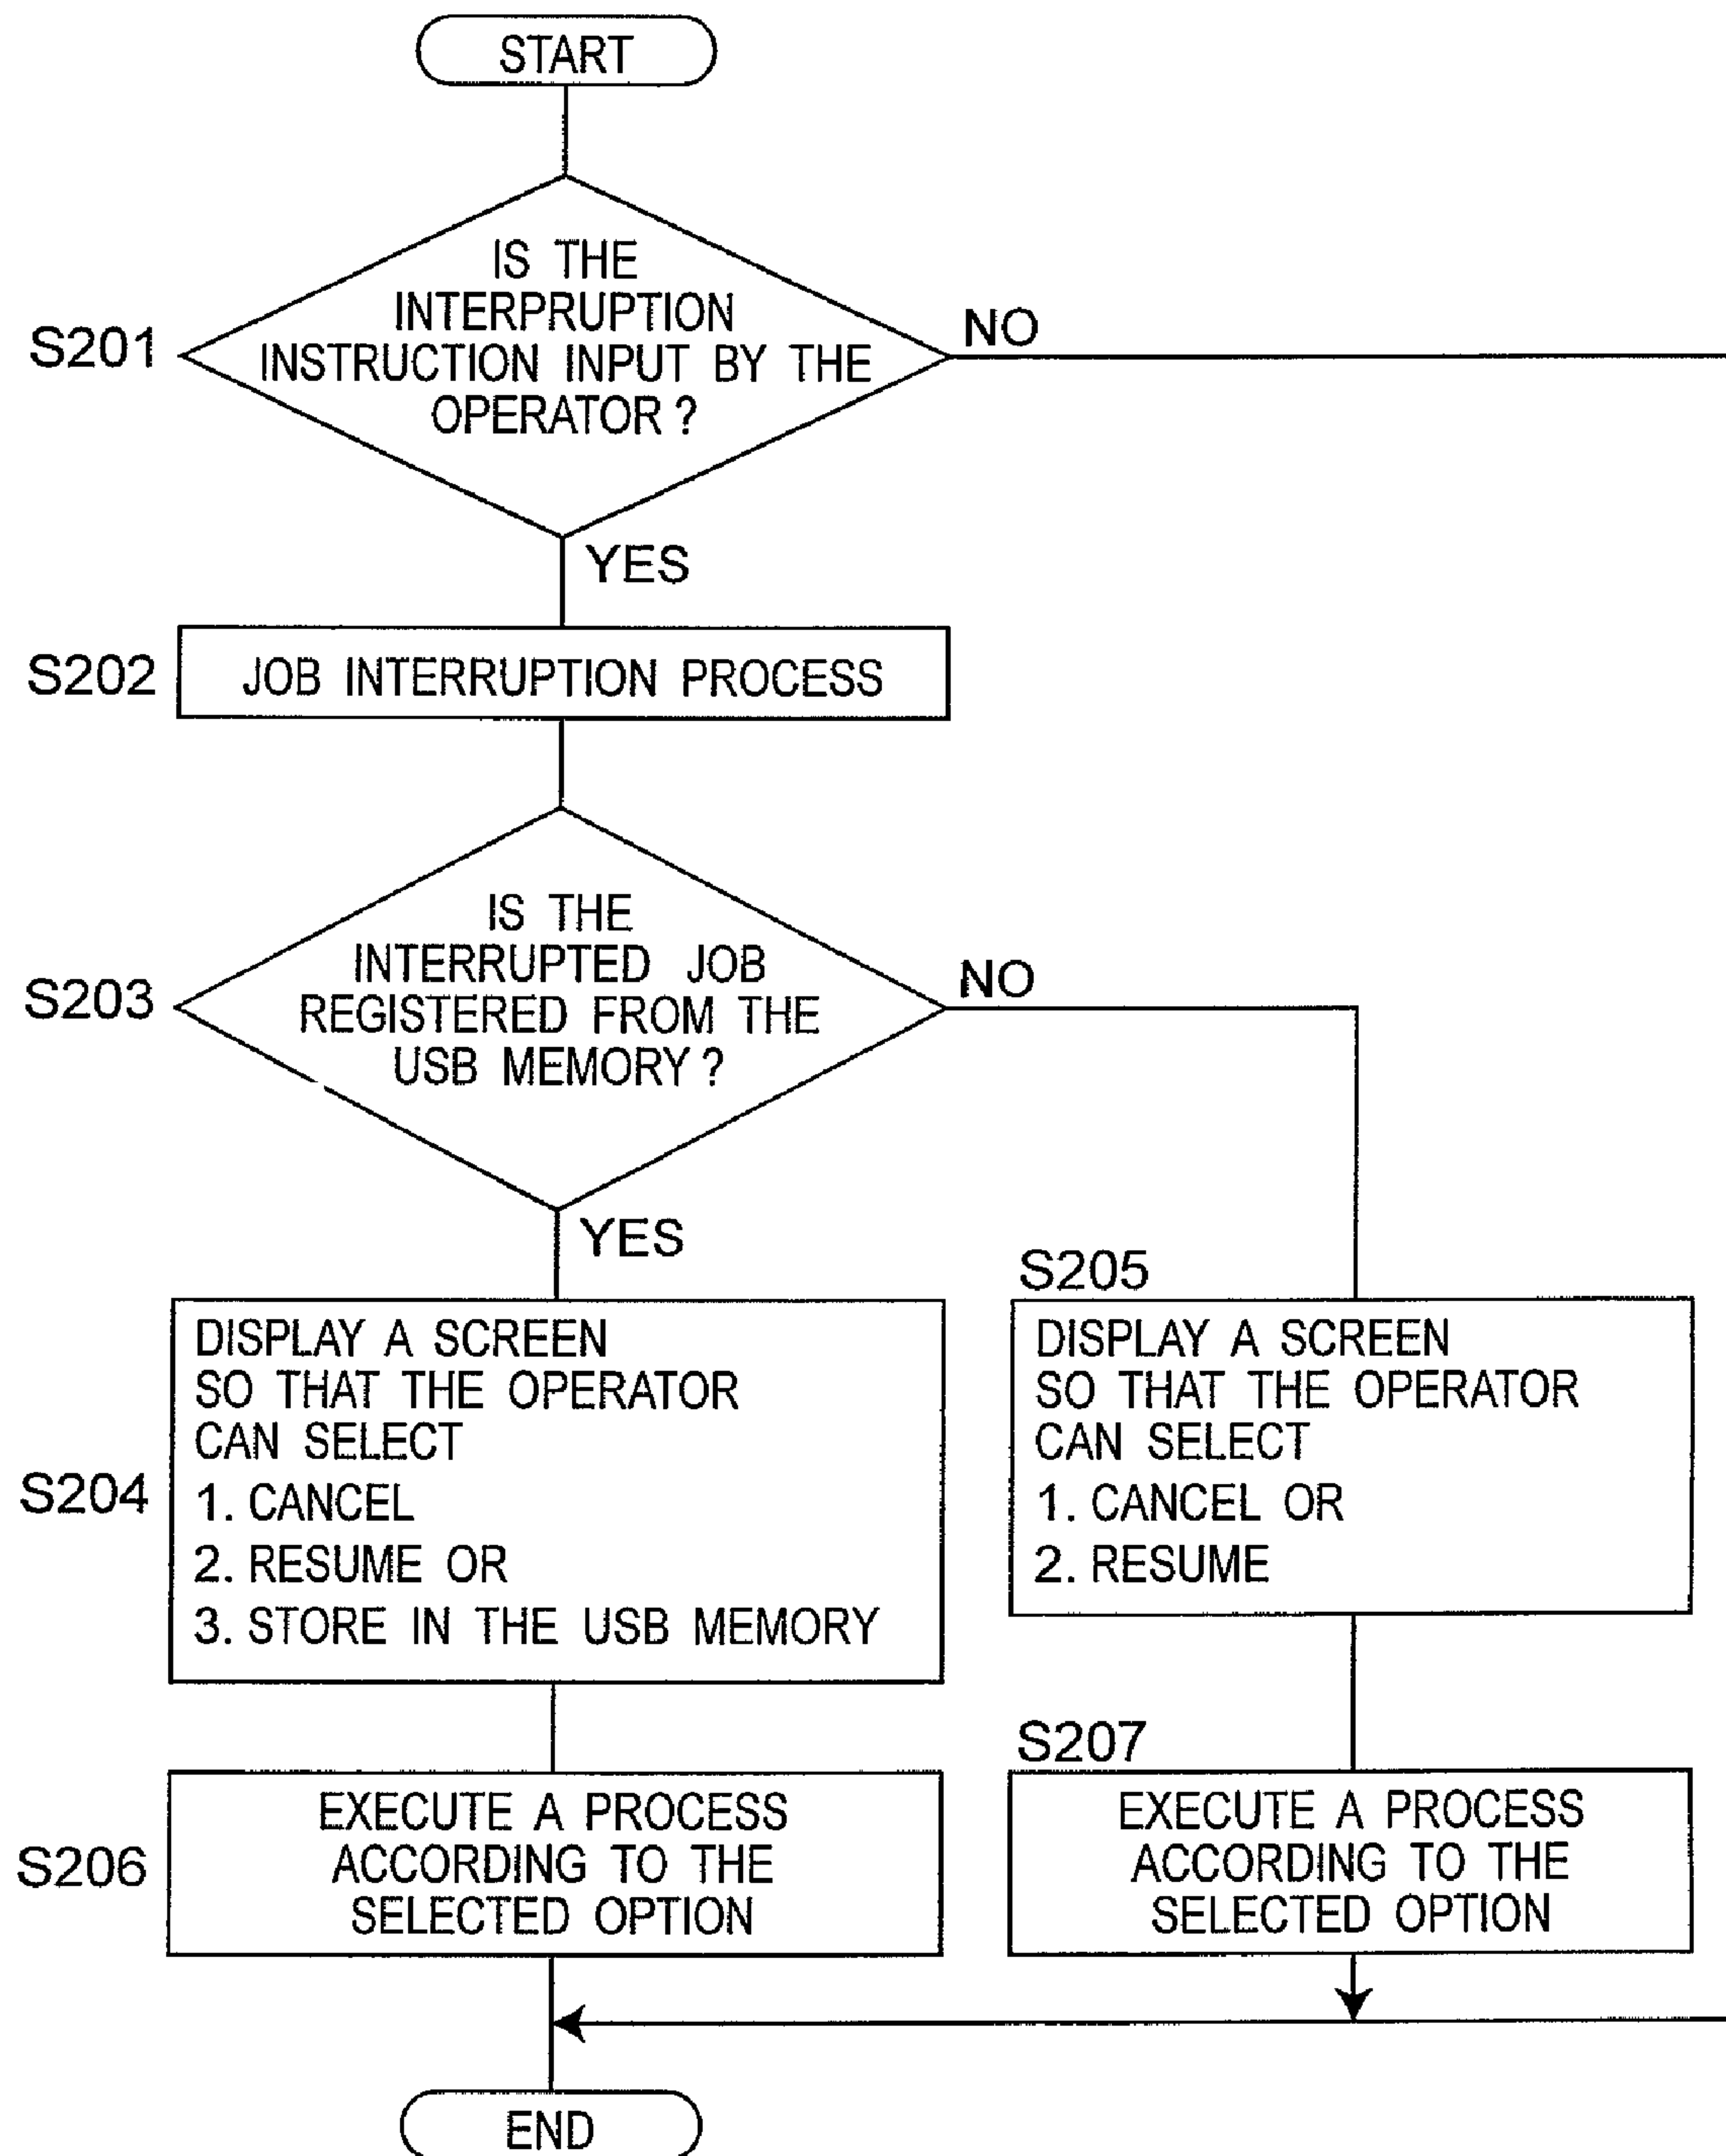 START
S201
IS THE
INTERPRUPTION
INSTRUCTION INPUT BY THE
OPERATOR ?
NO
YES
S202
JOB INTERRUPTION PROCESS
S203
IS THE
INTERRUPTED JOB
REGISTERED FROM THE
USB MEMORY ?
NO
YES
S204
DISPLAY A SCREEN
SO THAT THE OPERATOR
CAN SELECT
1. CANCEL
2. RESUME OR
3. STORE IN THE USB MEMORY
S205
DISPLAY A SCREEN
SO THAT THE OPERATOR
CAN SELECT
1. CANCEL OR
2. RESUME
S206
EXECUTE A PROCESS
ACCORDING TO THE
SELECTED OPTION
S207
EXECUTE A PROCESS
ACCORDING TO THE
SELECTED OPTION
END